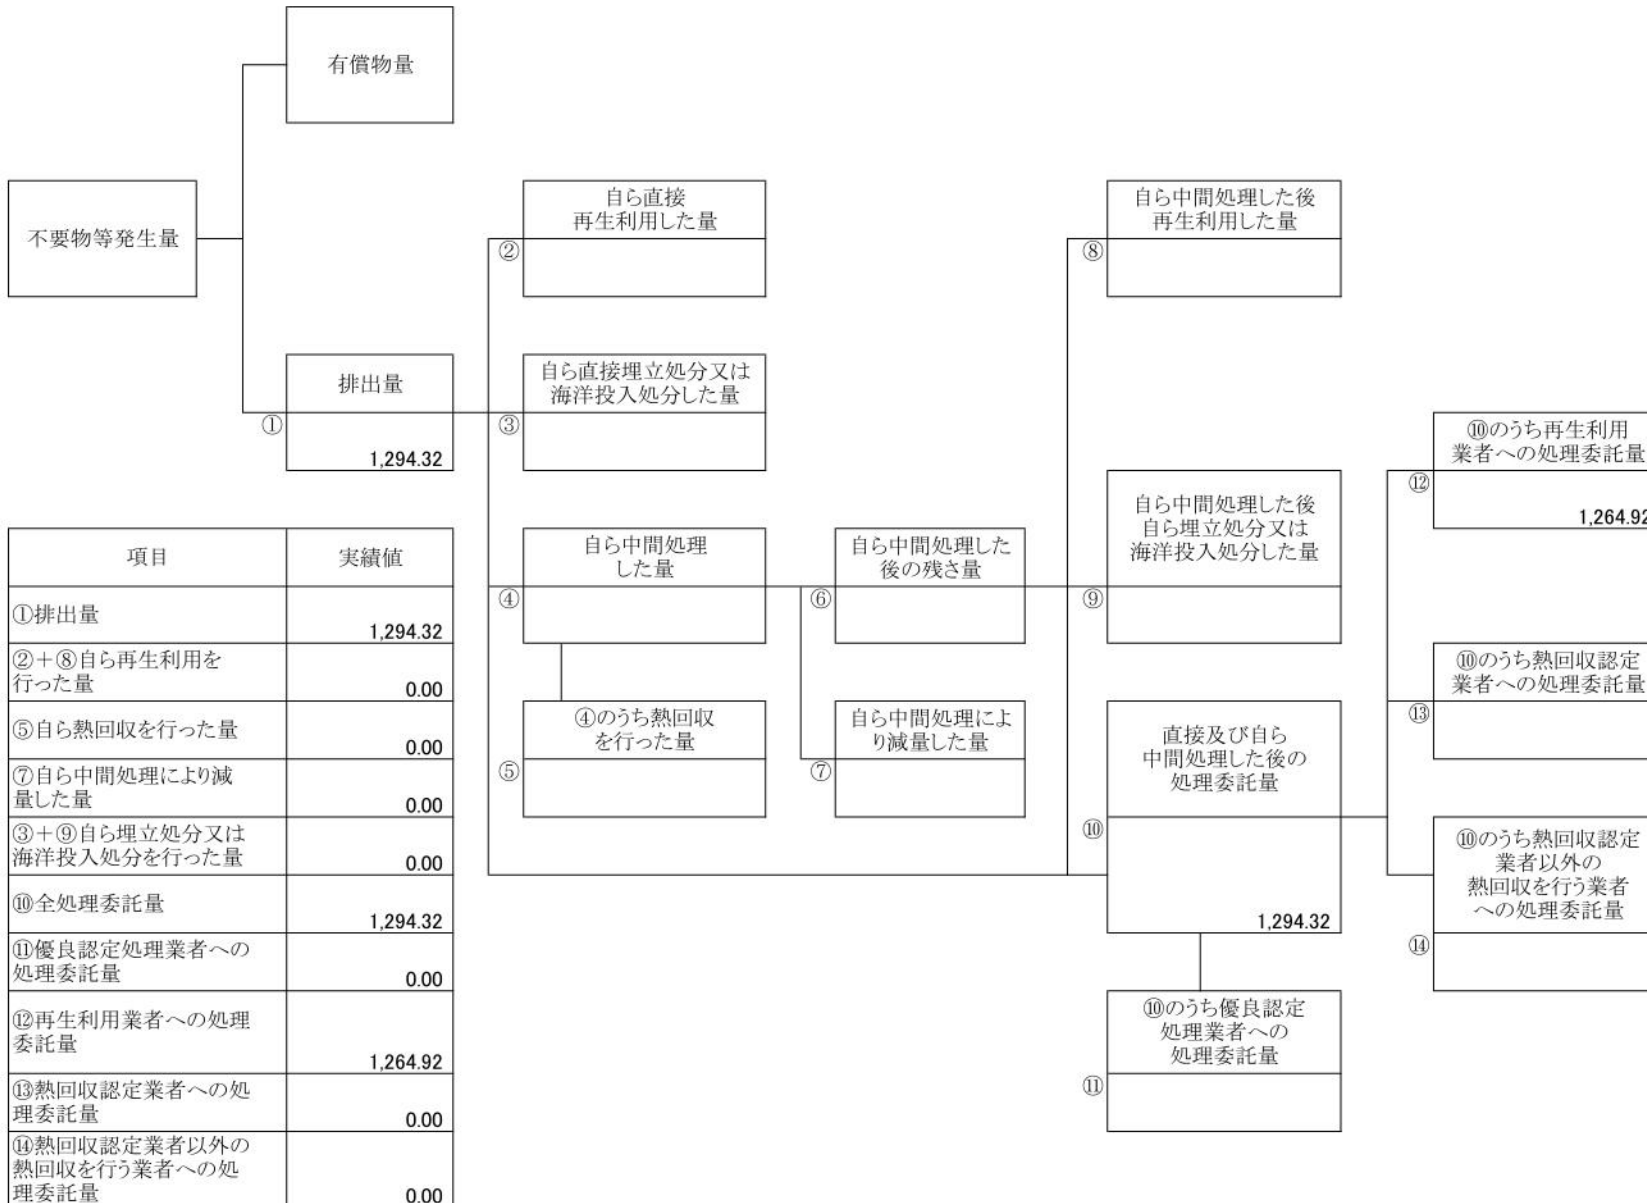 有償物量
不要物等発生量
自ら直接
再生利用した量
②
自ら中間処理した後
再生利用した量
⑧
排出量
①
1,294.32
自ら直接埋立処分又は
海洋投入処分した量
③
⑩のうち再生利用
業者への処理委託量
⑫
1,264.92
自ら中間処理した後
自ら埋立処分又は
海洋投入処分した量
⑨
自ら中間処理
した量
④
自ら中間処理した
後の残さ量
⑥
④のうち熱回収
を行った量
⑤
自ら中間処理によ
り減量した量
⑦
⑩のうち熱回収認定
業者への処理委託量
⑬
直接及び自ら
中間処理した後の
処理委託量
⑩
1,294.32
⑩のうち熱回収認定
業者以外の
熱回収を行う業者
への処理委託量
⑭
⑩のうち優良認定
処理業者への
処理委託量
⑪
項目 実績値
①排出量
1,294.32
②+⑧自ら再生利用を
行った量
0.00
⑤自ら熱回収を行った量
0.00
⑦自ら中間処理により減
量した量
0.00
③+⑨自ら埋立処分又は
海洋投入処分を行った量
0.00
⑩全処理委託量
1,294.32
⑪優良認定処理業者への
処理委託量
0.00
⑫再生利用業者への処理
委託量
1,264.92
⑬熱回収認定業者への処
理委託量
0.00
⑭熱回収認定業者以外の
熱回収を行う業者への処
理委託量
0.00